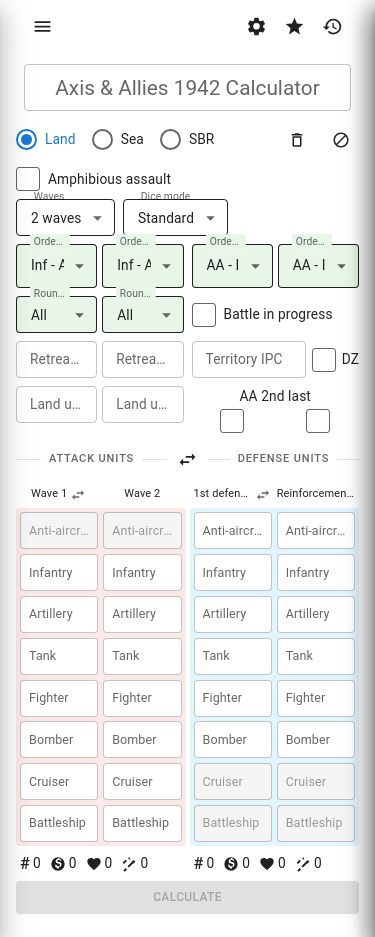 Axis & Allies 1942 Calculator
Land Sea SBR
Amphibious assault
Waves Dice mode
2 waves Standard
Orde... Orde... Orde... Orde...
Inf - A Inf - A AA - I AA - I
Roun... Roun...
All All Battle in progress
Retrea... Retrea... Territory IPC DZ
Land u... Land u... AA 2nd last
ATTACK UNITS DEFENSE UNITS
Wave 1 Wave 2 1st defen... Reinforcemen...
Anti-aircr... Anti-aircr... Anti-aircr... Anti-aircr...
Infantry Infantry Infantry Infantry
Artillery Artillery Artillery Artillery
Tank Tank Tank Tank
Fighter Fighter Fighter Fighter
Bomber Bomber Bomber Bomber
Cruiser Cruiser Cruiser Cruiser
Battleship Battleship Battleship Battleship
# 0 $ 0 0 0 # 0 $ 0 0 0
CALCULATE